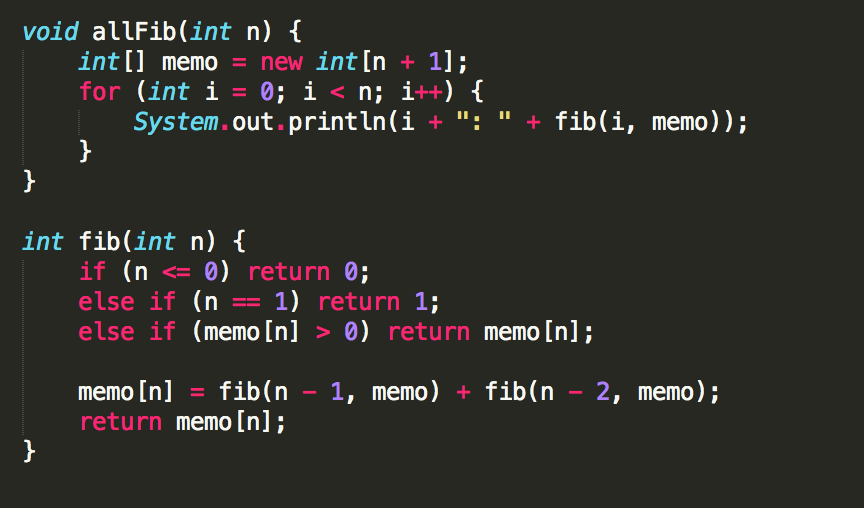 void allFib(int n) {
    int[] memo = new int[n + 1];
    for (int i = 0; i < n; i++) {
        System.out.println(i + ": " + fib(i, memo));
    }
}

int fib(int n) {
    if (n <= 0) return 0;
    else if (n == 1) return 1;
    else if (memo[n] > 0) return memo[n];

    memo[n] = fib(n - 1, memo) + fib(n - 2, memo);
    return memo[n];
}